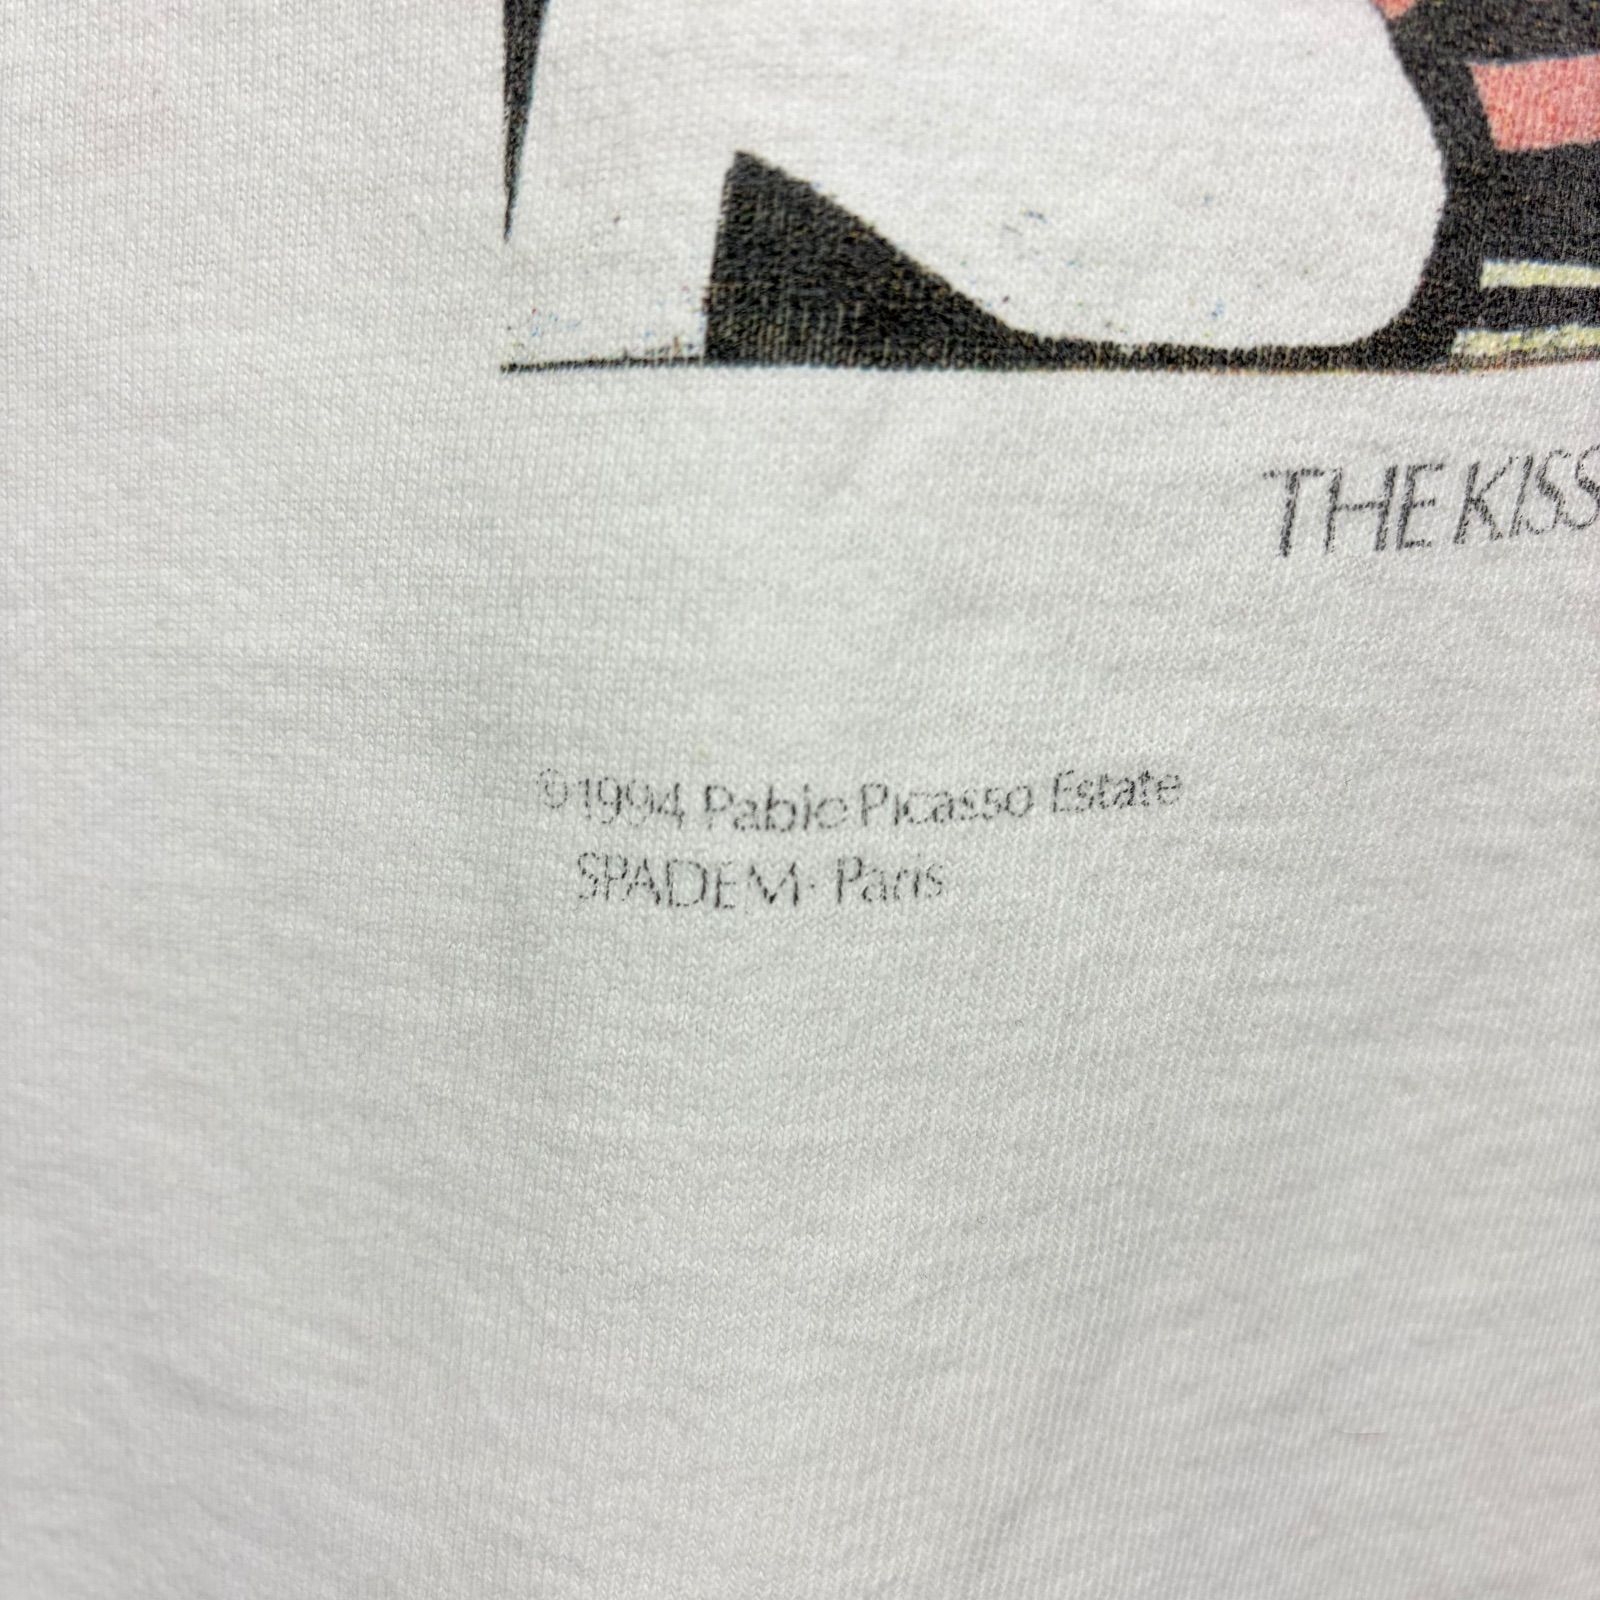 THE KISS
©1994 Pablo Picasso Estate
SPADEM - Paris